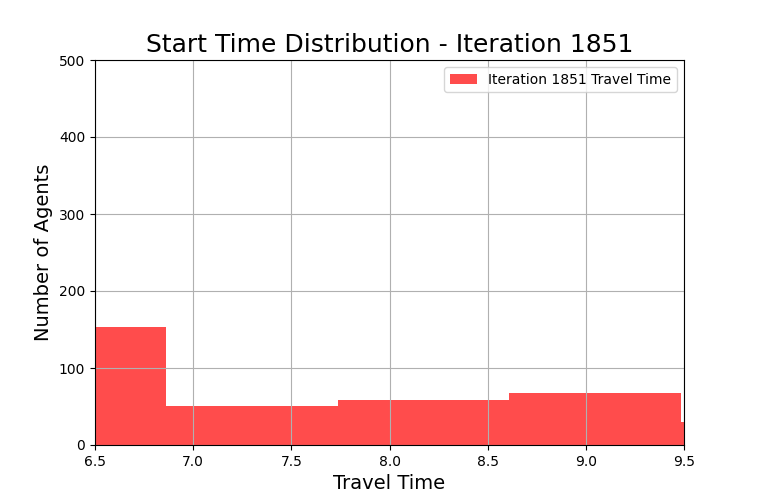 Start Time Distribution - Iteration 1851
Iteration 1851 Travel Time
Number of Agents
500
400
300
200
100
0
6.5 7.0 7.5 8.0 8.5 9.0 9.5
Travel Time